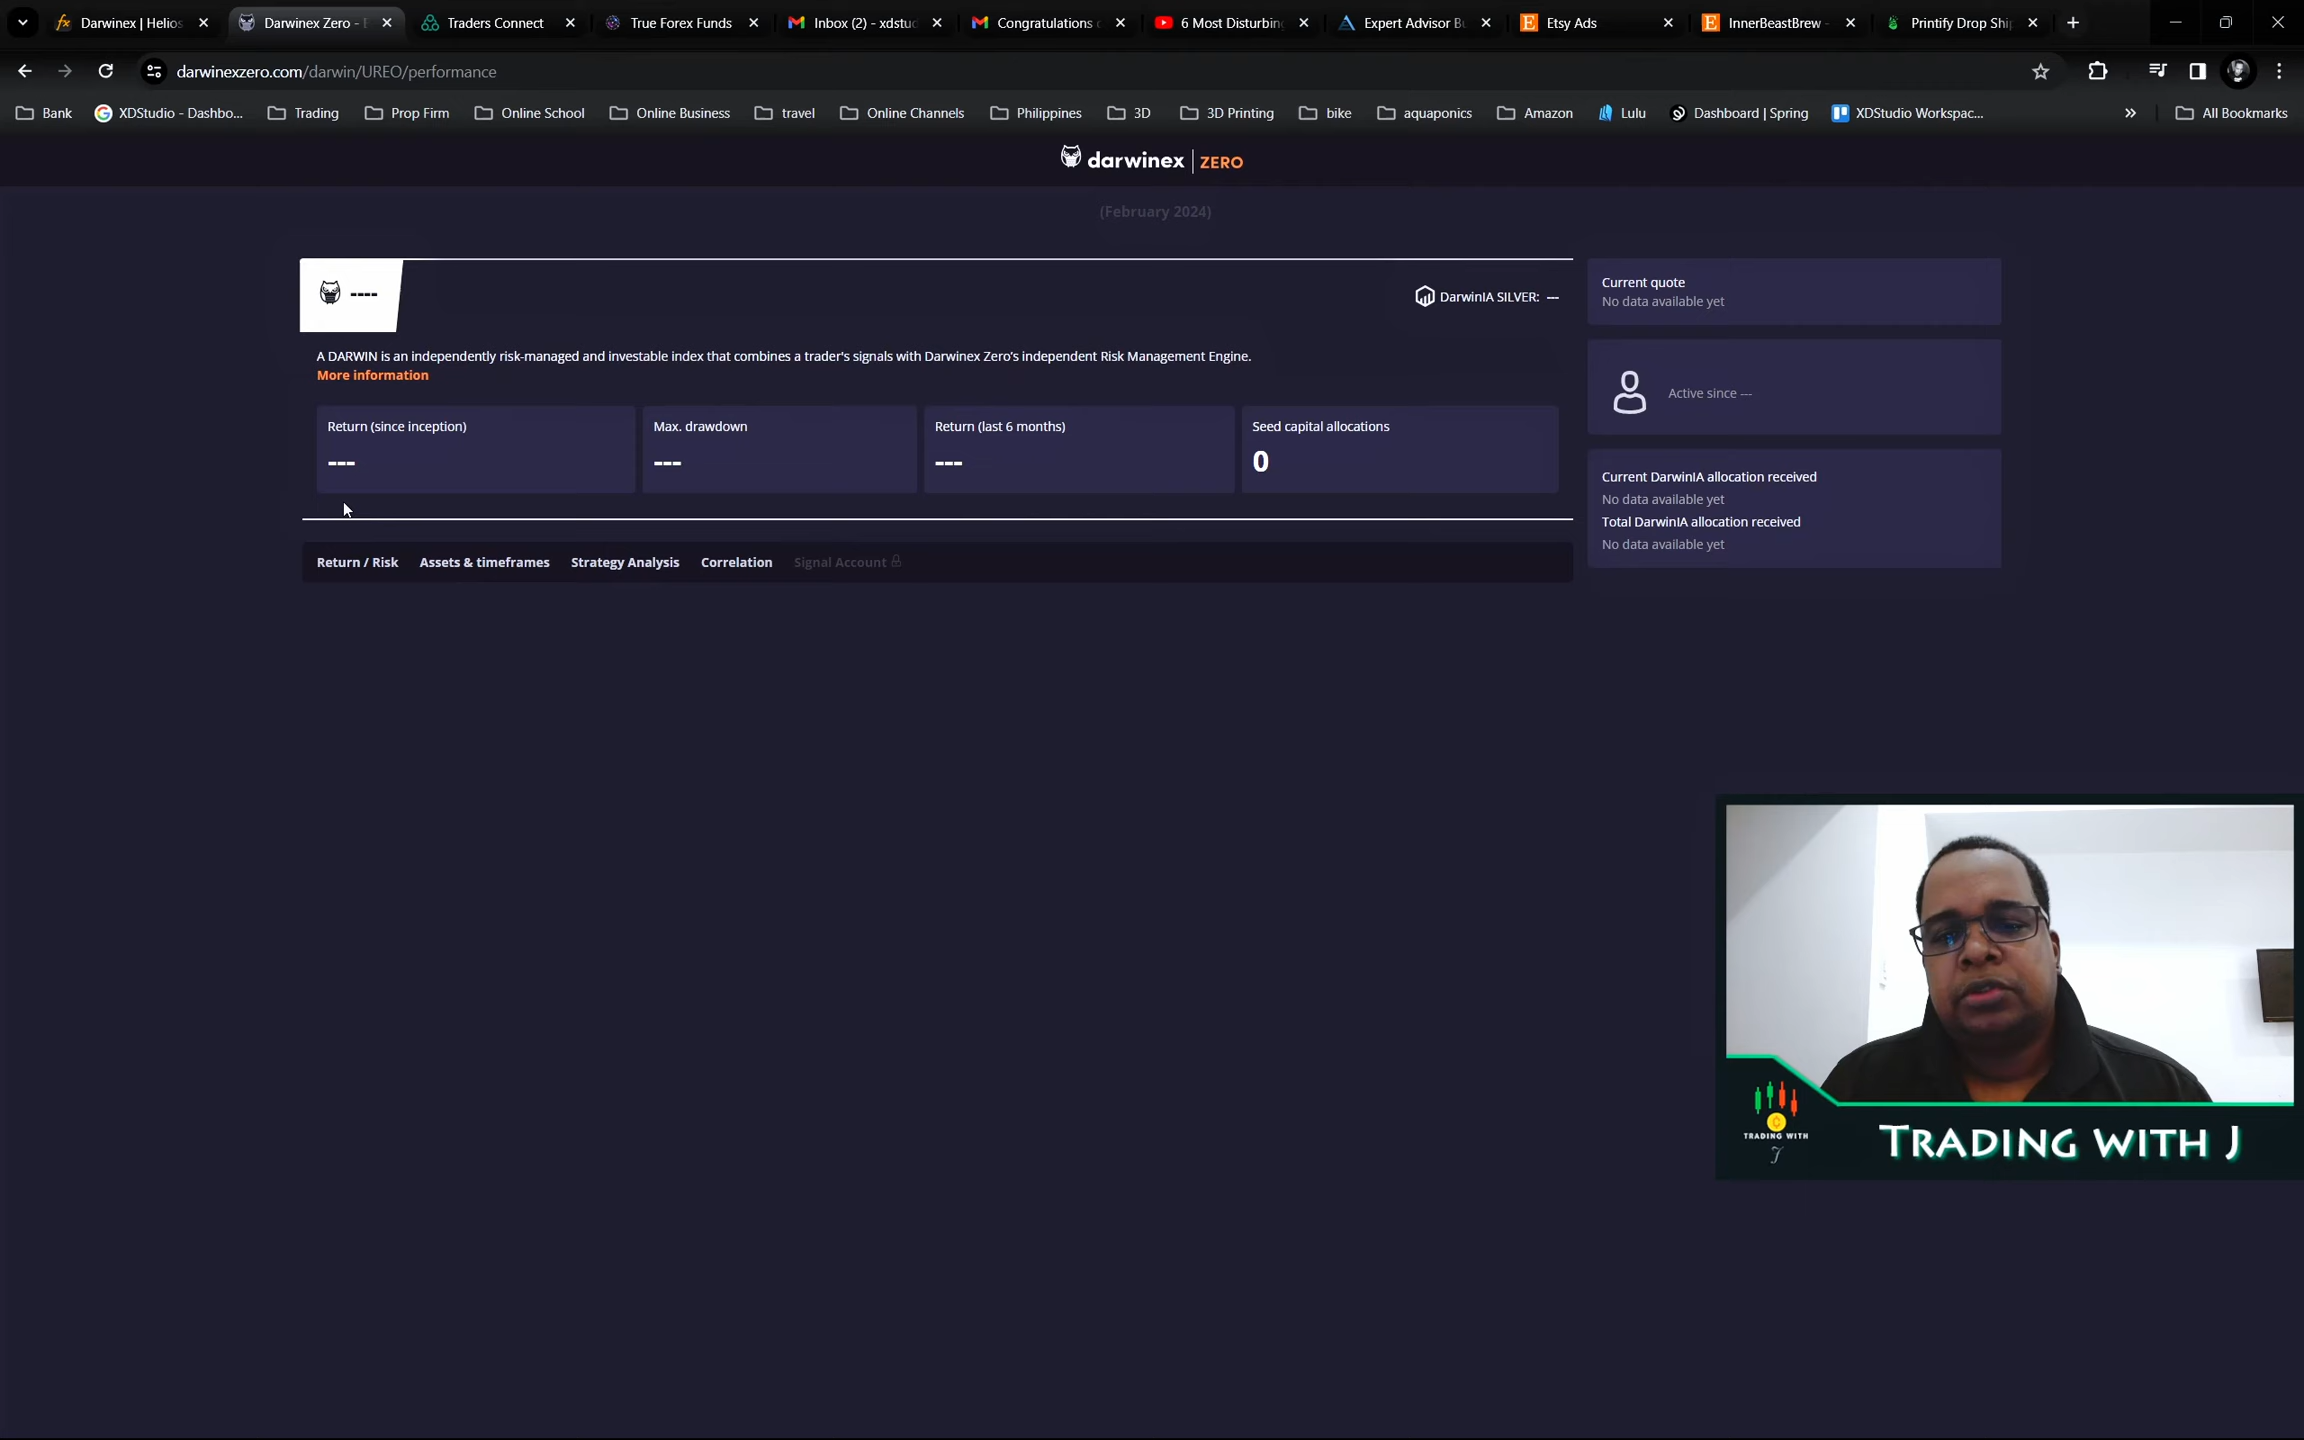 Darwinex | Helios
Darwinex Zero - E
Traders Connect
True Forex Funds
Inbox (2) - xdstud
Congratulations
6 Most Disturbing
Expert Advisor Bu
Etsy Ads
InnerBeastBrew -
Printify Drop Ship
darwinexzero.com/darwin/UREO/performance
Bank
XDStudio - Dashbo...
Trading
Prop Firm
Online School
Online Business
travel
Online Channels
Philippines
3D
3D Printing
bike
aquaponics
Amazon
Lulu
Dashboard | Spring
XDStudio Workspac...
»
All Bookmarks
darwinex | ZERO
(February 2024)
----
DarwinIA SILVER: ---
A DARWIN is an independently risk-managed and investable index that combines a trader's signals with Darwinex Zero's independent Risk Management Engine.
More information
Return (since inception)
---
Max. drawdown
---
Return (last 6 months)
---
Seed capital allocations
0
Return / Risk
Assets & timeframes
Strategy Analysis
Correlation
Signal Account
Current quote
No data available yet
Active since ---
Current DarwinIA allocation received
No data available yet
Total DarwinIA allocation received
No data available yet
TRADING WITH
J
TRADING WITH J